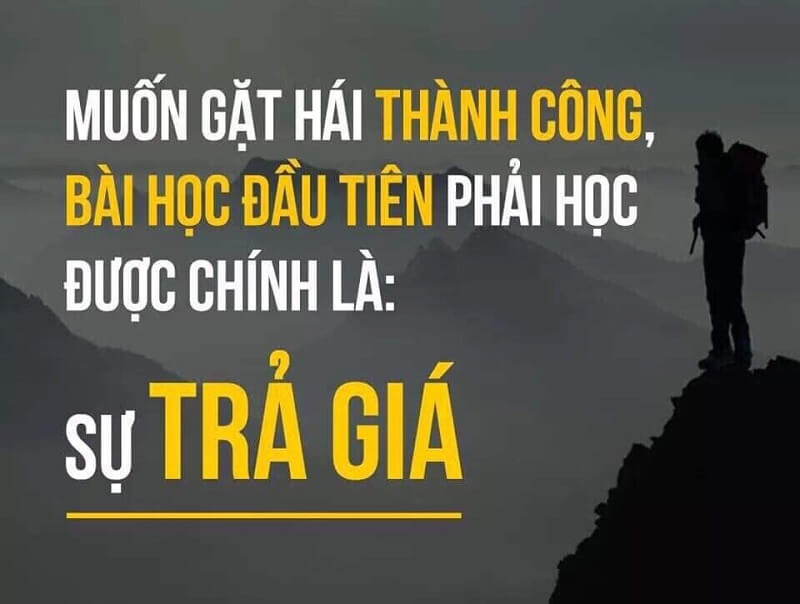 MUỐN GẶT HÁI THÀNH CÔNG,
BÀI HỌC ĐẦU TIÊN PHẢI HỌC
ĐƯỢC CHÍNH LÀ:
SỰ TRẢ GIÁ